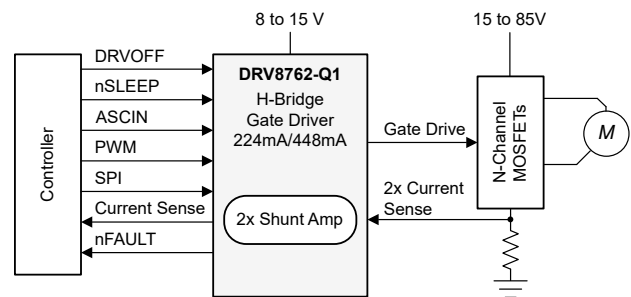 8 to 15 V
15 to 85V
Controller
DRVOFF
nSLEEP
ASCIN
PWM
SPI
Current Sense
nFAULT
DRV8762-Q1
H-Bridge
Gate Driver
224mA/448mA
2x Shunt Amp
Gate Drive
2x Current
Sense
N-Channel
MOSFETs
M